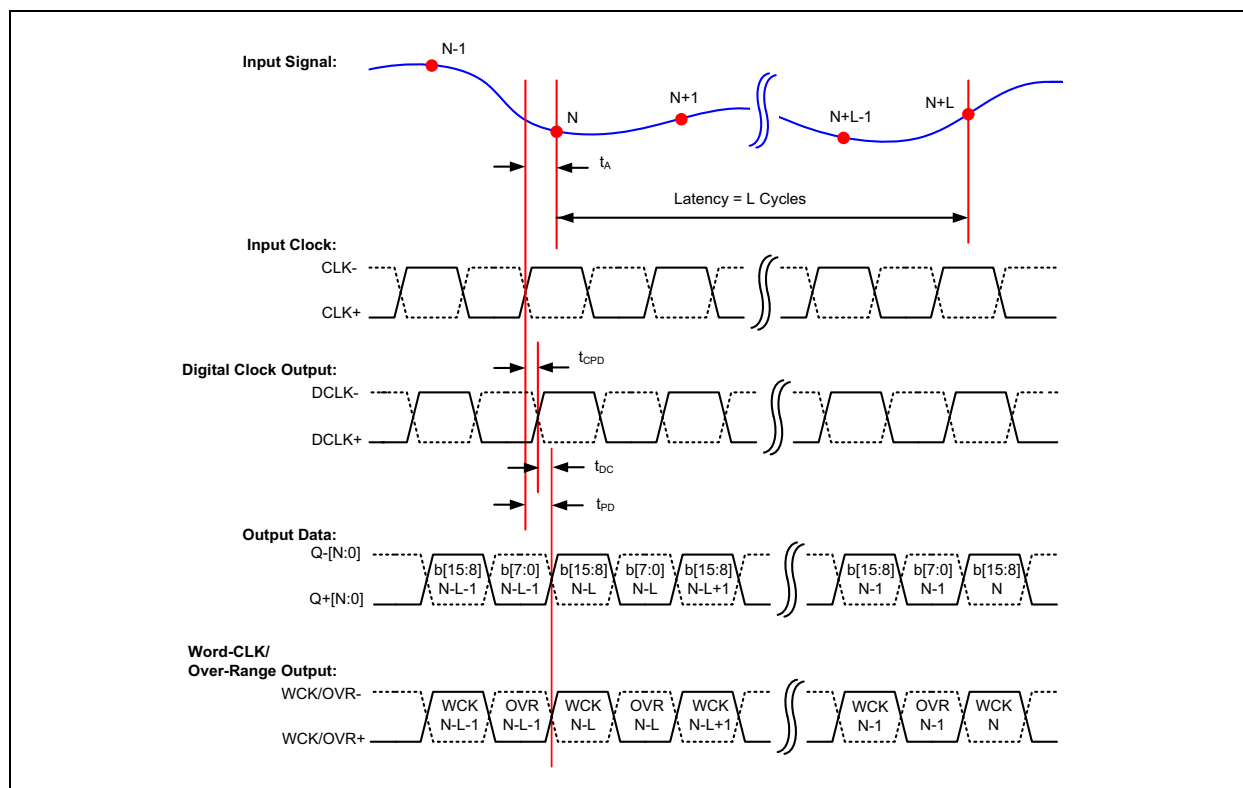 Input Signal:
N-1
N
N+1
N+L-1
N+L
tA
Latency = L Cycles
Input Clock:
CLK-
CLK+
tCPD
Digital Clock Output:
DCLK-
DCLK+
tDC
tPD
Output Data:
Q-[N:0]
Q+[N:0]
b[15:8] b[7:0] b[15:8] b[7:0] b[15:8] b[15:8] b[7:0] b[15:8]
N-L-1 N-L-1 N-L N-L N-L+1 N-1 N-1 N
Word-CLK/
Over-Range Output:
WCK/OVR-
WCK/OVR+
WCK OVR WCK OVR WCK WCK OVR WCK
N-L-1 N-L-1 N-L N-L N-L+1 N-1 N-1 N